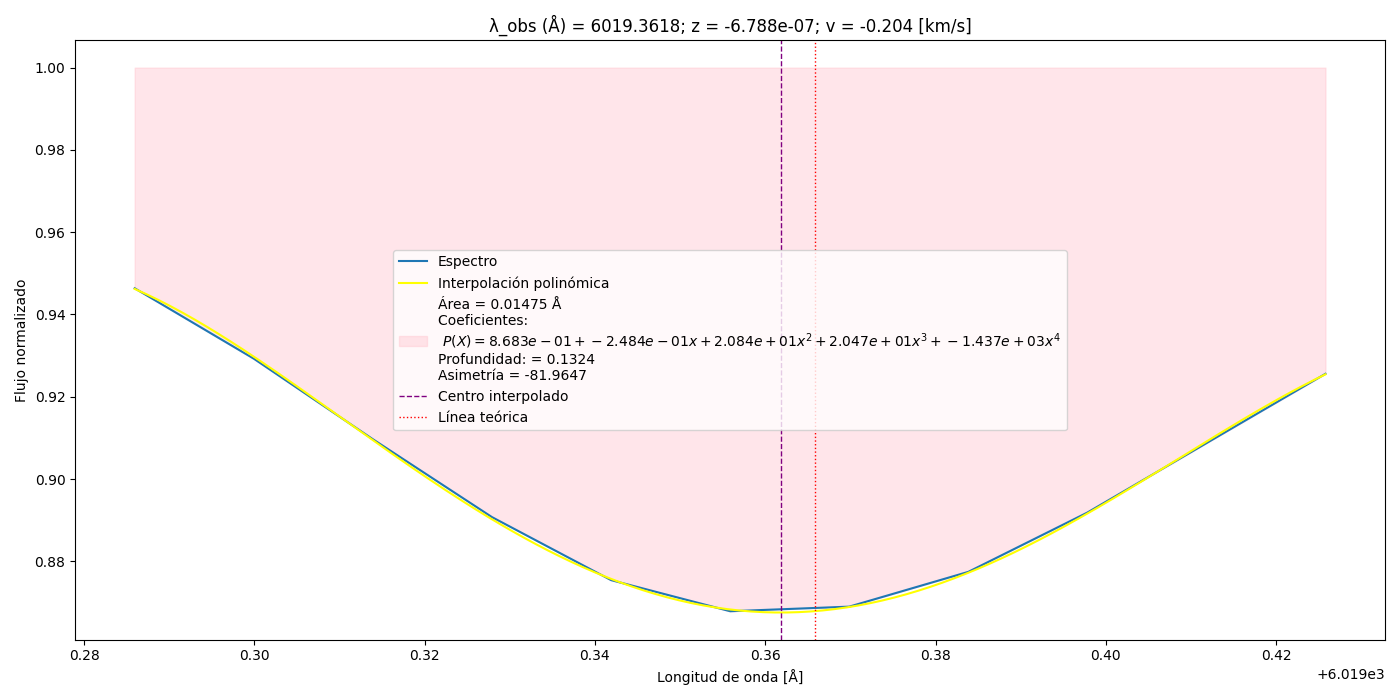 λ_obs (Å) = 6019.3618; z = -6.788e-07; v = -0.204 [km/s]
Flujo normalizado
1.00
0.98
0.96
0.94
0.92
0.90
0.88
Espectro
Interpolación polinómica
Área = 0.01475 Å
Coeficientes:
P(X) = 8.683e − 01 + −2.484e − 01x + 2.084e + 01x² + 2.047e + 01x³ + −1.437e + 03x⁴
Profundidad: = 0.1324
Asimetría = -81.9647
Centro interpolado
Línea teórica
0.28 0.30 0.32 0.34 0.36 0.38 0.40 0.42
Longitud de onda [Å]
+6.019e3